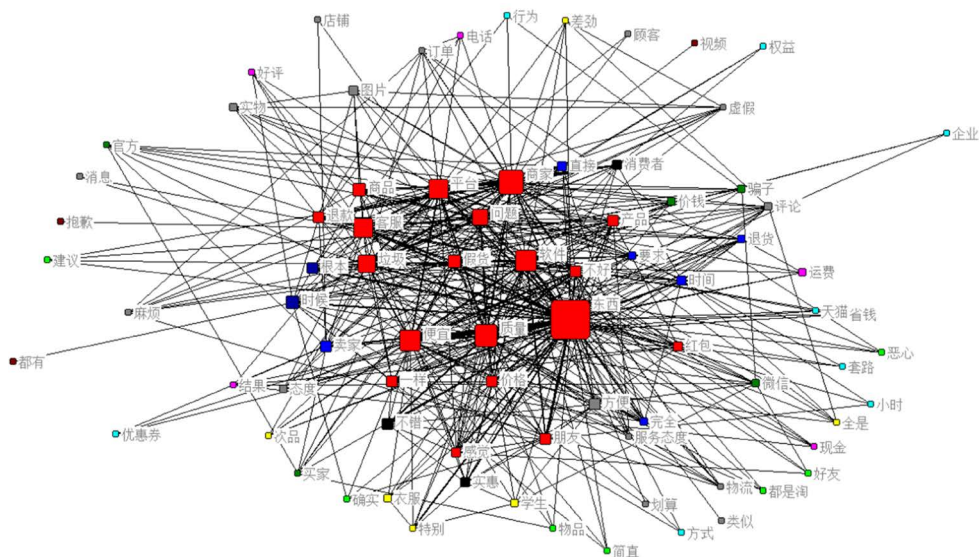 店铺
行为
差劲
顾客
电话
视频
权益
订单
好评
图片
实物
虚假
企业
官方
直接
消费者
商家
消息
商品
平台
骗子
价钱
评论
抱歉
退款
客服
问题
产品
退货
建议
根本
垃圾
假货
软件
不好
要求
时间
运费
时候
东西
天猫
省钱
麻烦
便宜
质量
卖家
红包
恶心
都有
套路
结果
态度
一样
价格
微信
小时
方便
优惠券
次品
不错
完全
全是
服务态度
朋友
现金
感觉
买家
实惠
物流
好友
都是淘
确实
衣服
学生
划算
类似
特别
物品
方式
简直